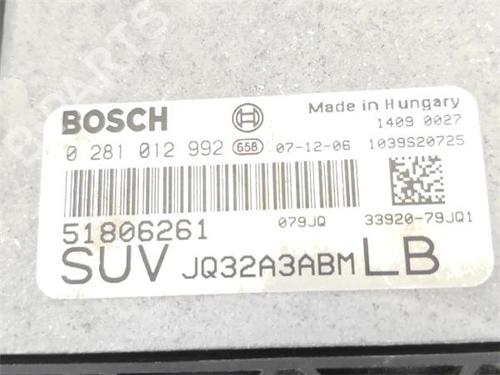 BOSCH
Made in Hungary
1409 0027
0 281 012 992 658 07-12-06 1039S20725
51806261
079JQ
33920-79JQ1
SUV JQ32A3ABM LB
PARTS